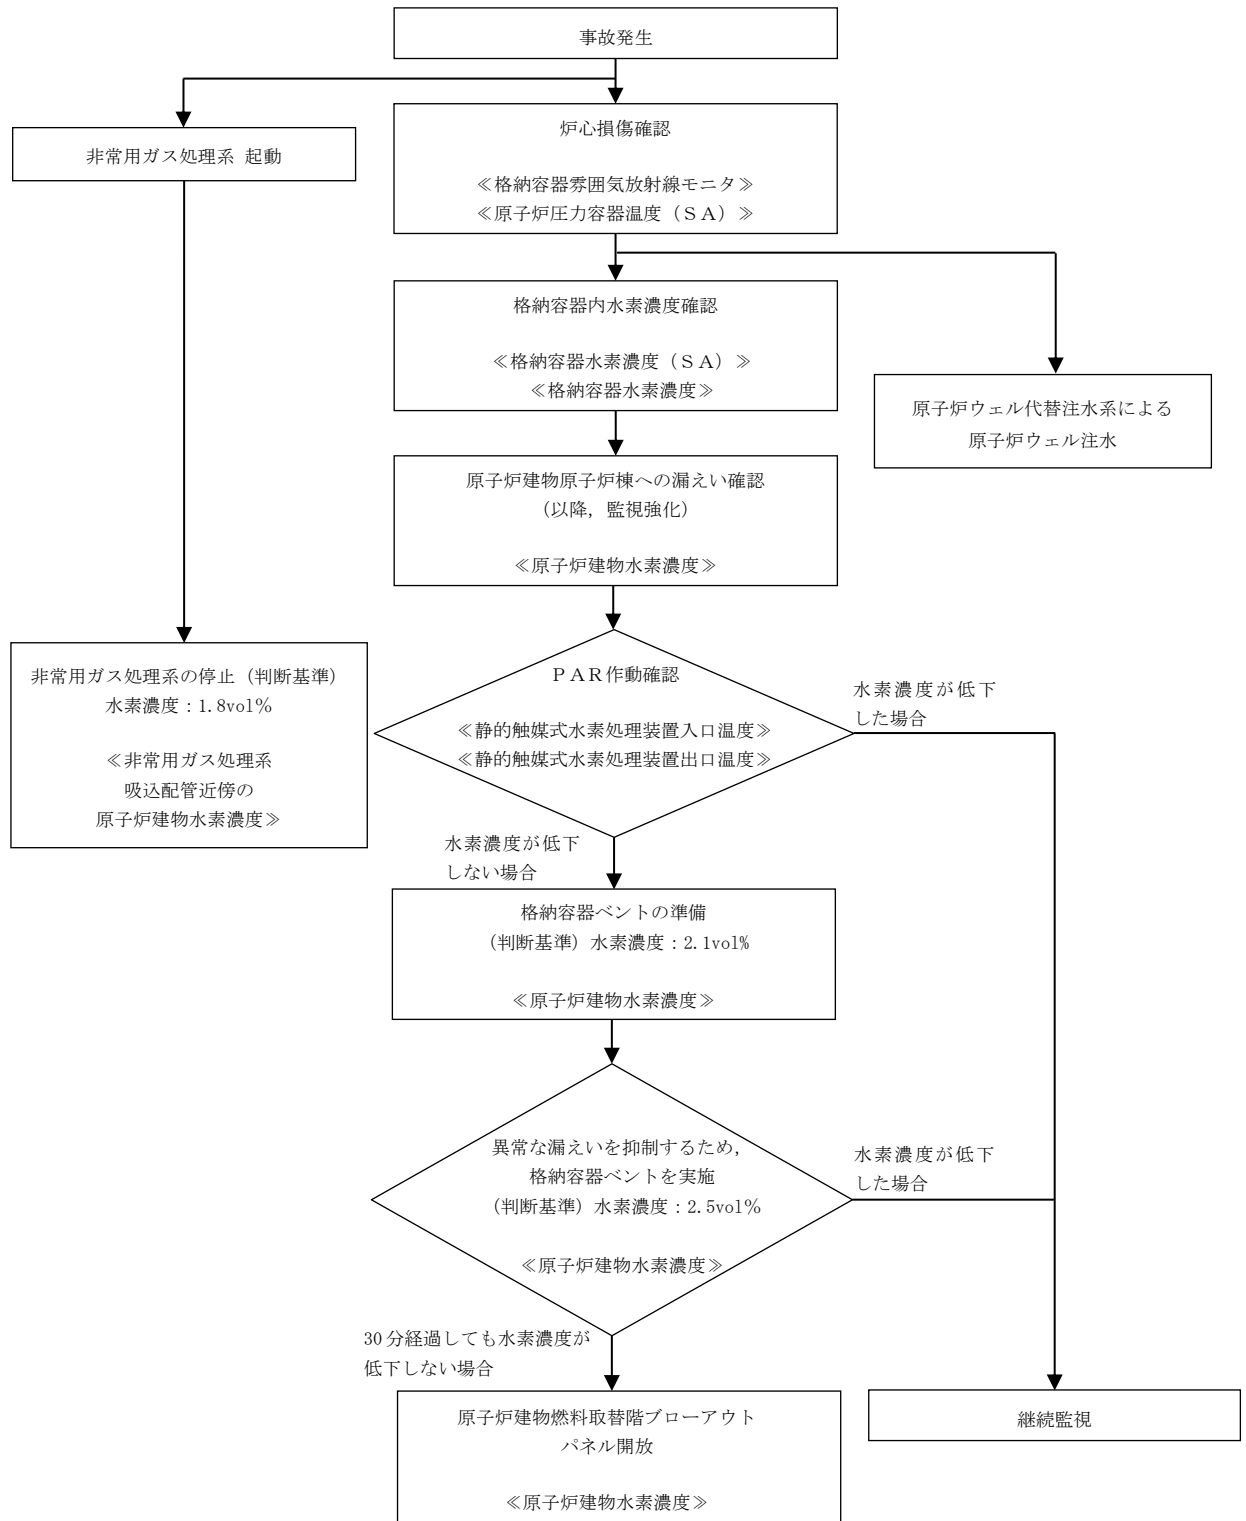 事故発生
非常用ガス処理系 起動
炉心損傷確認
≪格納容器雰囲気放射線モニタ≫
≪原子炉圧力容器温度（ＳＡ）≫
格納容器内水素濃度確認
≪格納容器水素濃度（ＳＡ）≫
≪格納容器水素濃度≫
原子炉ウェル代替注水系による
原子炉ウェル注水
原子炉建物原子炉棟への漏えい確認
（以降，監視強化）
≪原子炉建物水素濃度≫
非常用ガス処理系の停止（判断基準）
水素濃度：1.8vol％
≪非常用ガス処理系
吸込配管近傍の
原子炉建物水素濃度≫
ＰＡＲ作動確認
≪静的触媒式水素処理装置入口温度≫
≪静的触媒式水素処理装置出口温度≫
水素濃度が低下
した場合
水素濃度が低下
しない場合
格納容器ベントの準備
（判断基準）水素濃度：2.1vol%
≪原子炉建物水素濃度≫
異常な漏えいを抑制するため，
格納容器ベントを実施
（判断基準）水素濃度：2.5vol％
≪原子炉建物水素濃度≫
水素濃度が低下
した場合
30分経過しても水素濃度が
低下しない場合
原子炉建物燃料取替階ブローアウト
パネル開放
≪原子炉建物水素濃度≫
継続監視